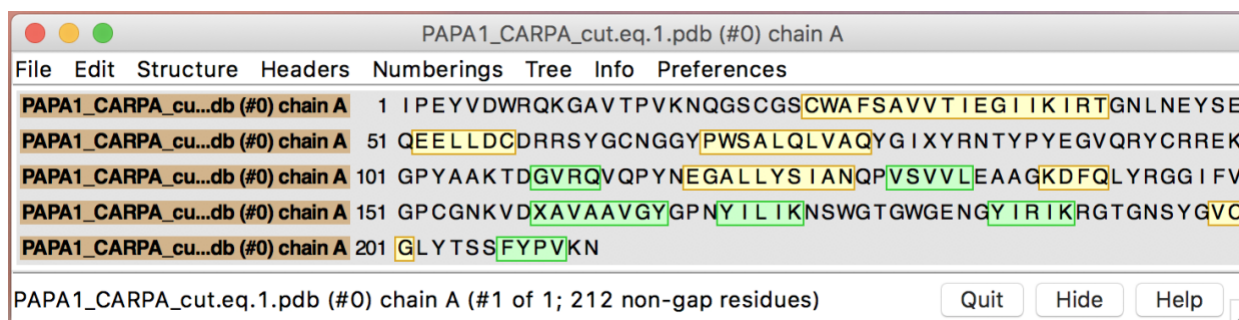 PAPA1_CARPA_cut.eq.1.pdb (#0) chain A
File Edit Structure Headers Numberings Tree Info Preferences
PAPA1_CARPA_cu...db (#0) chain A 1 IPEYVDWRQKGAVTPVKNQGSCGSCWAFSAVVTIEGIIKIRTGNLNEYSE
PAPA1_CARPA_cu...db (#0) chain A 51 QEELLDCDRRSYGCNGGYPWSALQLVAQYGIXYRNTYPYEGVQRYCRREK
PAPA1_CARPA_cu...db (#0) chain A 101 GPYAAKTDGVRQVQPYNEGALLYSIANQPVSVVLEAAGKDFQLYRGGIFV
PAPA1_CARPA_cu...db (#0) chain A 151 GPCGNKVDXAVAAVGYGPNYILIKNSWGTGWGENGYIRIKRGTGNSYGVC
PAPA1_CARPA_cu...db (#0) chain A 201 GLYTSSFYPVKN
PAPA1_CARPA_cut.eq.1.pdb (#0) chain A (#1 of 1; 212 non-gap residues) Quit Hide Help